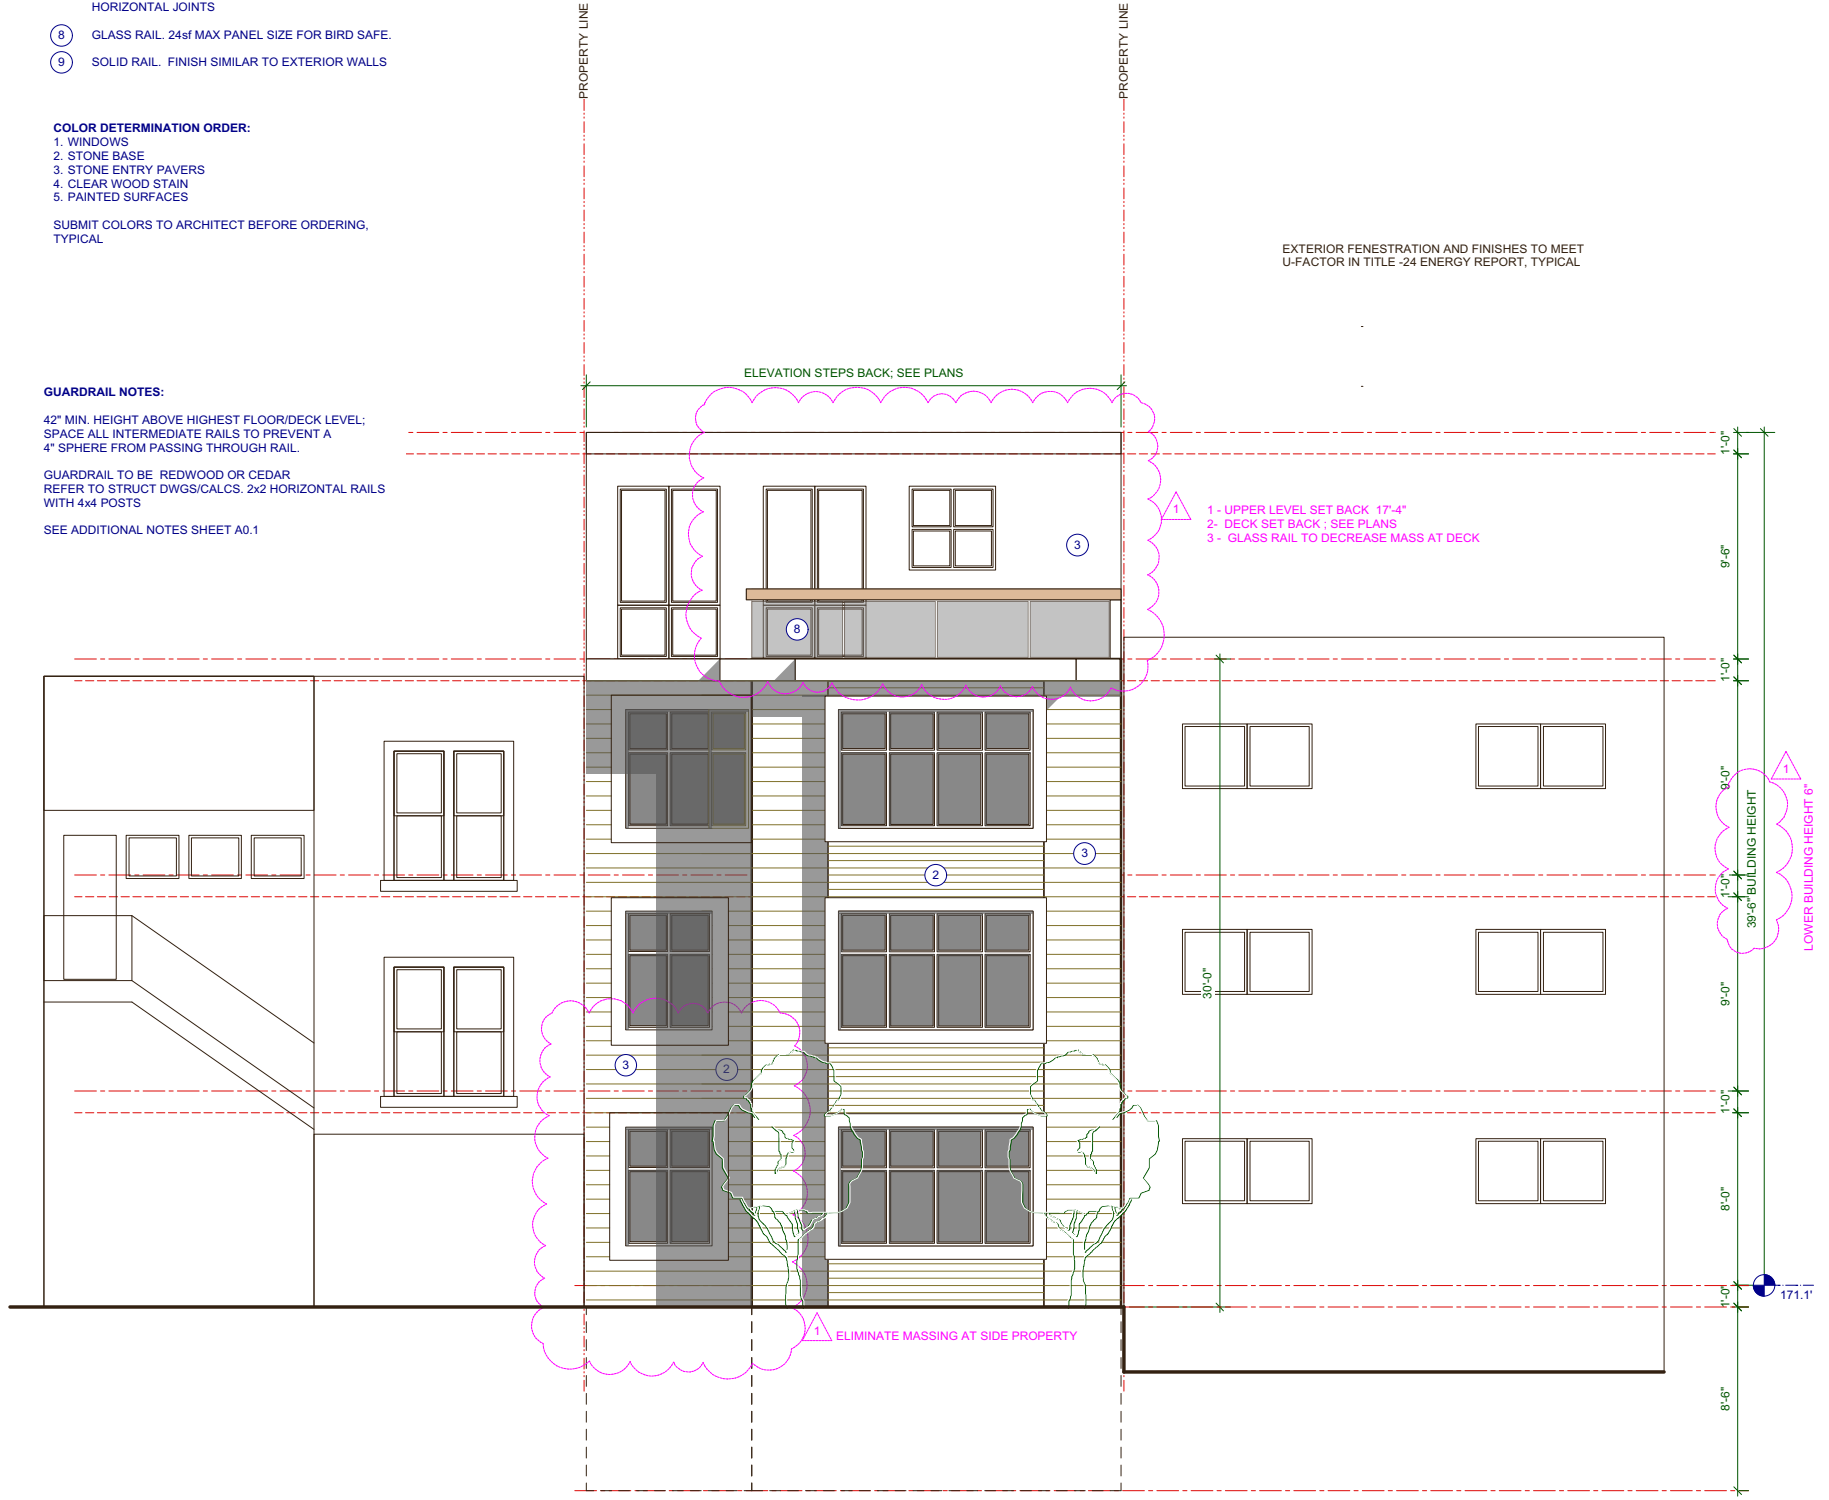 HORIZONTAL JOINTS
8 GLASS RAIL. 24sf MAX PANEL SIZE FOR BIRD SAFE.
9 SOLID RAIL. FINISH SIMILAR TO EXTERIOR WALLS
PROPERTY LINE
PROPERTY LINE
COLOR DETERMINATION ORDER:
1. WINDOWS
2. STONE BASE
3. STONE ENTRY PAVERS
4. CLEAR WOOD STAIN
5. PAINTED SURFACES
SUBMIT COLORS TO ARCHITECT BEFORE ORDERING,
TYPICAL
EXTERIOR FENESTRATION AND FINISHES TO MEET
U-FACTOR IN TITLE -24 ENERGY REPORT, TYPICAL
-
-
ELEVATION STEPS BACK; SEE PLANS
GUARDRAIL NOTES:
42" MIN. HEIGHT ABOVE HIGHEST FLOOR/DECK LEVEL;
SPACE ALL INTERMEDIATE RAILS TO PREVENT A
4" SPHERE FROM PASSING THROUGH RAIL.
GUARDRAIL TO BE REDWOOD OR CEDAR
REFER TO STRUCT DWGS/CALCS. 2x2 HORIZONTAL RAILS
WITH 4x4 POSTS
SEE ADDITIONAL NOTES SHEET A0.1
1
1 - UPPER LEVEL SET BACK 17'-4"
2- DECK SET BACK ; SEE PLANS
3 - GLASS RAIL TO DECREASE MASS AT DECK
3
8
3
2
3
2
1'-0"
9'-6"
1'-0"
9'-0"
1'-0"
9'-0"
1'-0"
8'-0"
1'-0"
8'-6"
30'-0"
39'-6" BUILDING HEIGHT
1
LOWER BUILDING HEIGHT 6"
171.1'
1
ELIMINATE MASSING AT SIDE PROPERTY